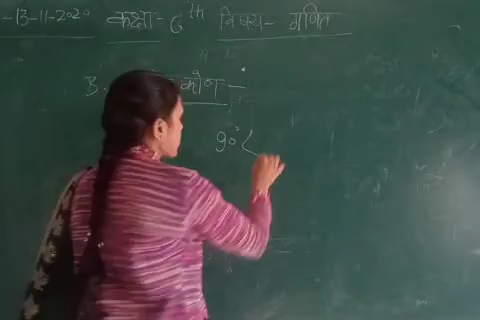 -13-11-2020 कक्षा- 6th विषय- गणित
3. कोण -
90° <